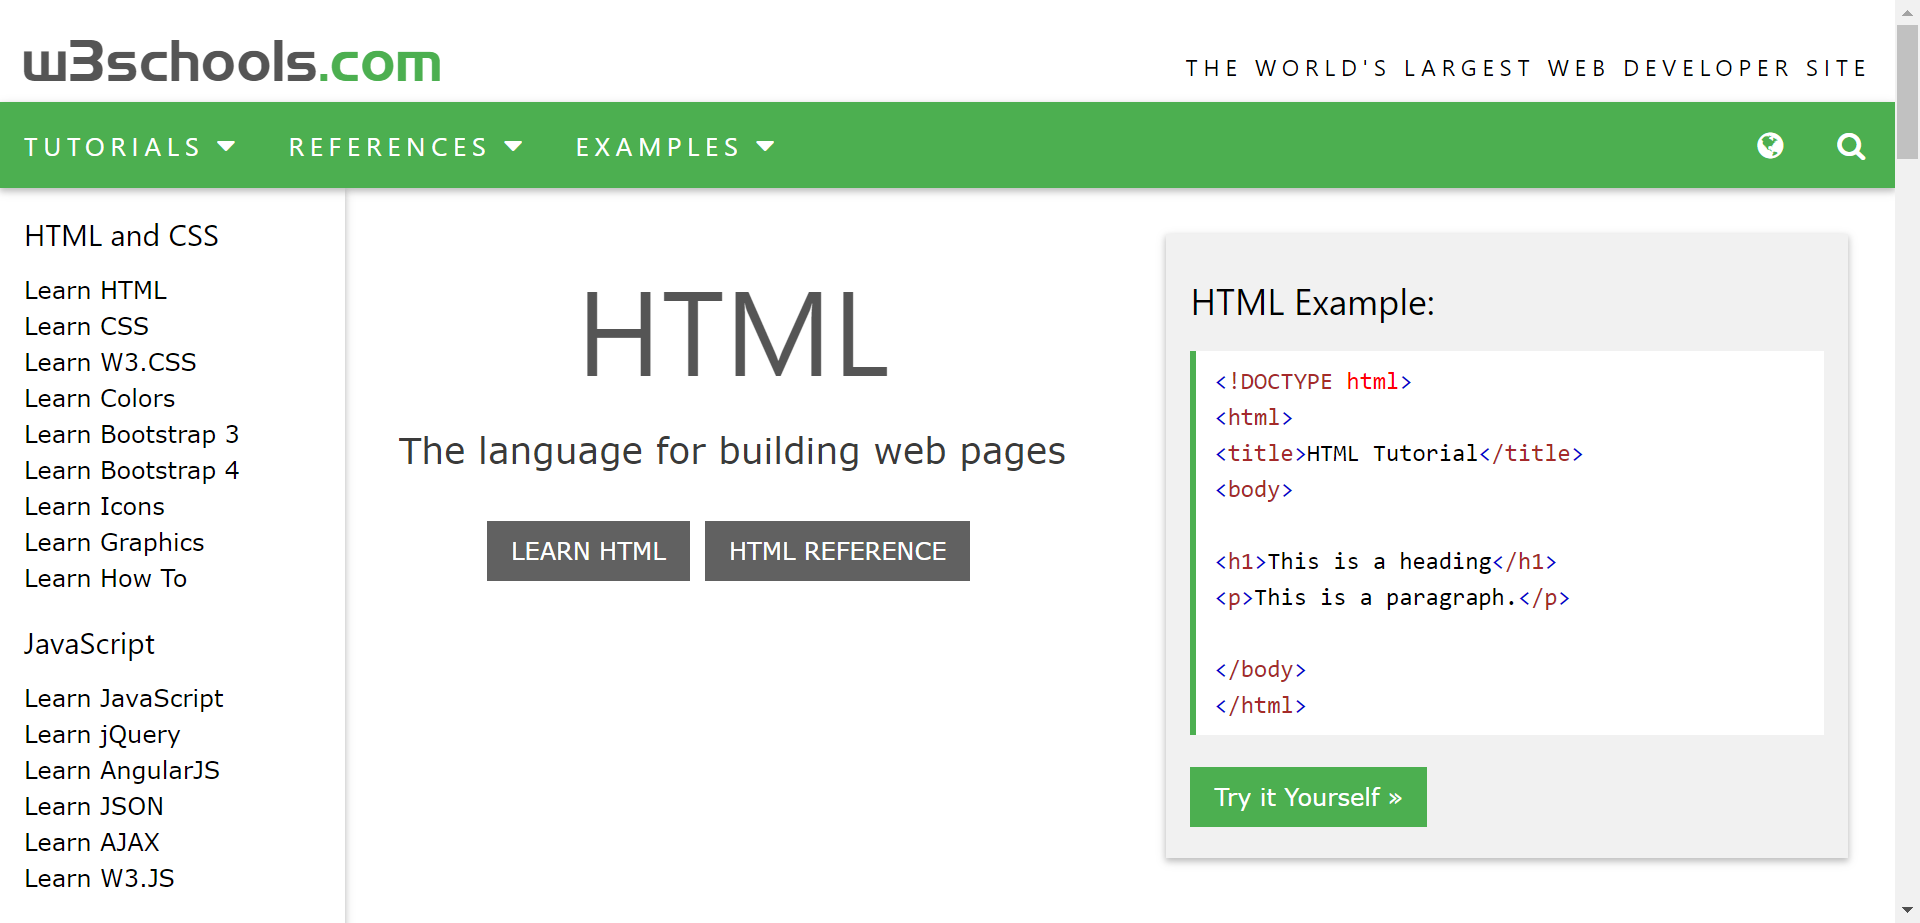 w3schools.com
THE WORLD'S LARGEST WEB DEVELOPER SITE
TUTORIALS REFERENCES EXAMPLES
HTML and CSS
Learn HTML
Learn CSS
Learn W3.CSS
Learn Colors
Learn Bootstrap 3
Learn Bootstrap 4
Learn Icons
Learn Graphics
Learn How To
JavaScript
Learn JavaScript
Learn jQuery
Learn AngularJS
Learn JSON
Learn AJAX
Learn W3.JS
HTML
The language for building web pages
LEARN HTML HTML REFERENCE
HTML Example:
<!DOCTYPE html>
<html>
<title>HTML Tutorial</title>
<body>
<h1>This is a heading</h1>
<p>This is a paragraph.</p>
</body>
</html>
Try it Yourself »